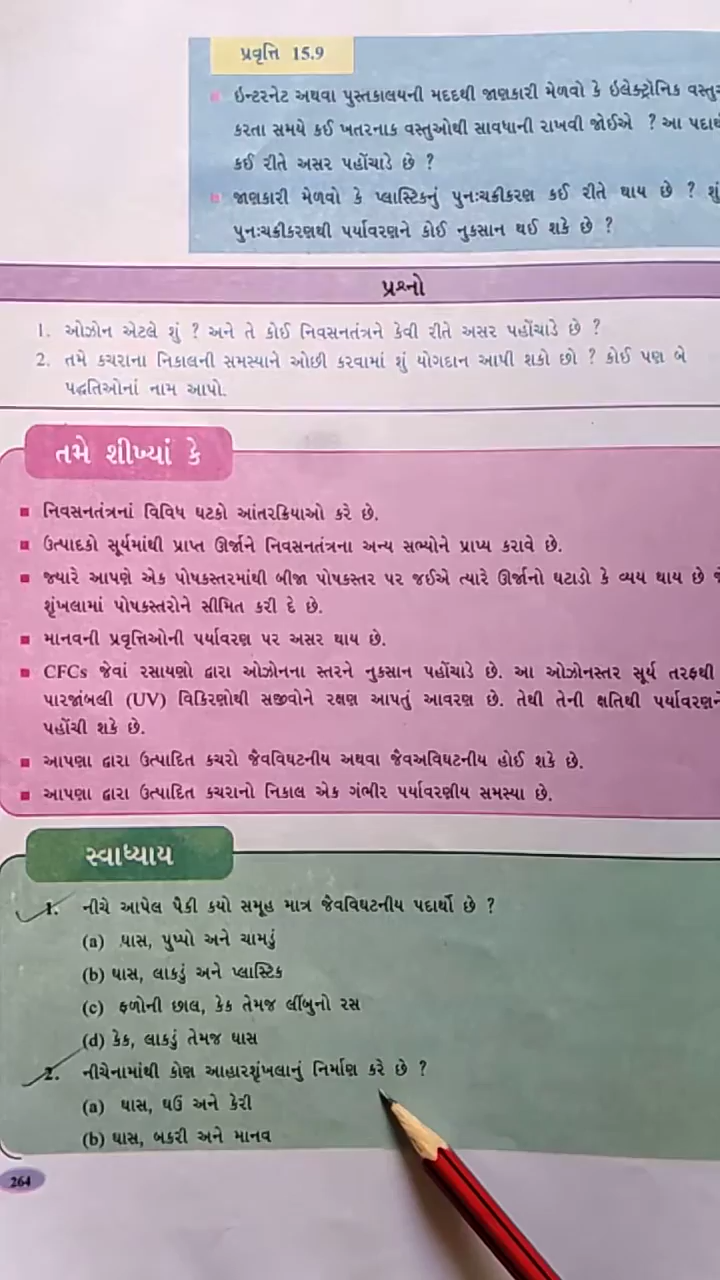 પ્રવૃત્તિ 15.9
ઇન્ટરનેટ અથવા પુસ્તકાલયની મદદથી જાણકારી મેળવો કે ઇલેક્ટ્રૉનિક
કરતા સમયે કઈ ખતરનાક વસ્તુઓથી સાવધાની રાખવી જોઈએ ? આ
કઈ રીતે અસર પહોંચાડે છે ?
જાણકારી મેળવો કે પ્લાસ્ટિકનું પુનઃચક્રીકરણ કઈ રીતે થાય છે ? શું
પુનઃચક્રીકરણથી પર્યાવરણને કોઈ નુકસાન થઈ શકે છે ?
પ્રશ્નો
1. ઓઝોન એટલે શું ? અને તે કોઈ નિવસનતંત્રને કેવી રીતે અસર પહોંચાડે છે ?
2. તમે કચરાના નિકાલની સમસ્યાને ઓછી કરવામાં શું યોગદાન આપી શકો છો ? કોઈ પણ બે
પદ્ધતિઓનાં નામ આપો.
તમે શીખ્યાં કે
નિવસનતંત્રનાં વિવિધ ઘટકો આંતરક્રિયાઓ કરે છે.
ઉત્પાદકો સૂર્યમાંથી પ્રાપ્ત ઊર્જાને નિવસનતંત્રના અન્ય સભ્યોને પ્રાપ્ય કરાવે છે.
જ્યારે આપણે એક પોષકસ્તરમાંથી બીજા પોષકસ્તર પર જઈએ ત્યારે ઊર્જાનો ઘટાડો કે વ્યય થાય છે
શૃંખલામાં પોષકસ્તરોને સીમિત કરી દે છે.
માનવની પ્રવૃત્તિઓની પર્યાવરણ પર અસર થાય છે.
CFCs જેવાં રસાયણો દ્વારા ઓઝોનના સ્તરને નુકસાન પહોંચાડે છે. આ ઓઝોનસ્તર સૂર્ય તરફથી
પારજાંબલી (UV) વિકિરણોથી સજીવોને રક્ષણ આપતું આવરણ છે. તેથી તેની ક્ષતિથી
પહોંચી શકે છે.
આપણા દ્વારા ઉત્પાદિત કચરો જૈવવિઘટનીય અથવા જૈવઅવિઘટનીય હોઈ શકે છે.
આપણા દ્વારા ઉત્પાદિત કચરાનો નિકાલ એક ગંભીર પર્યાવરણીય સમસ્યા છે.
સ્વાધ્યાય
1. નીચે આપેલ પૈકી કયો સમૂહ માત્ર જૈવવિઘટનીય પદાર્થો છે ?
(a) ઘાસ, પુષ્પો અને ચામડું
(b) ઘાસ, લાકડું અને પ્લાસ્ટિક
(c) ફળોની છાલ, કેક તેમજ લીંબુનો રસ
(d) કેક, લાકડું તેમજ ઘાસ
2. નીચેનામાંથી કોણ આહારશૃંખલાનું નિર્માણ કરે છે ?
(a) ઘાસ, ઘઉં અને કેરી
(b) ઘાસ, બકરી અને માનવ
264